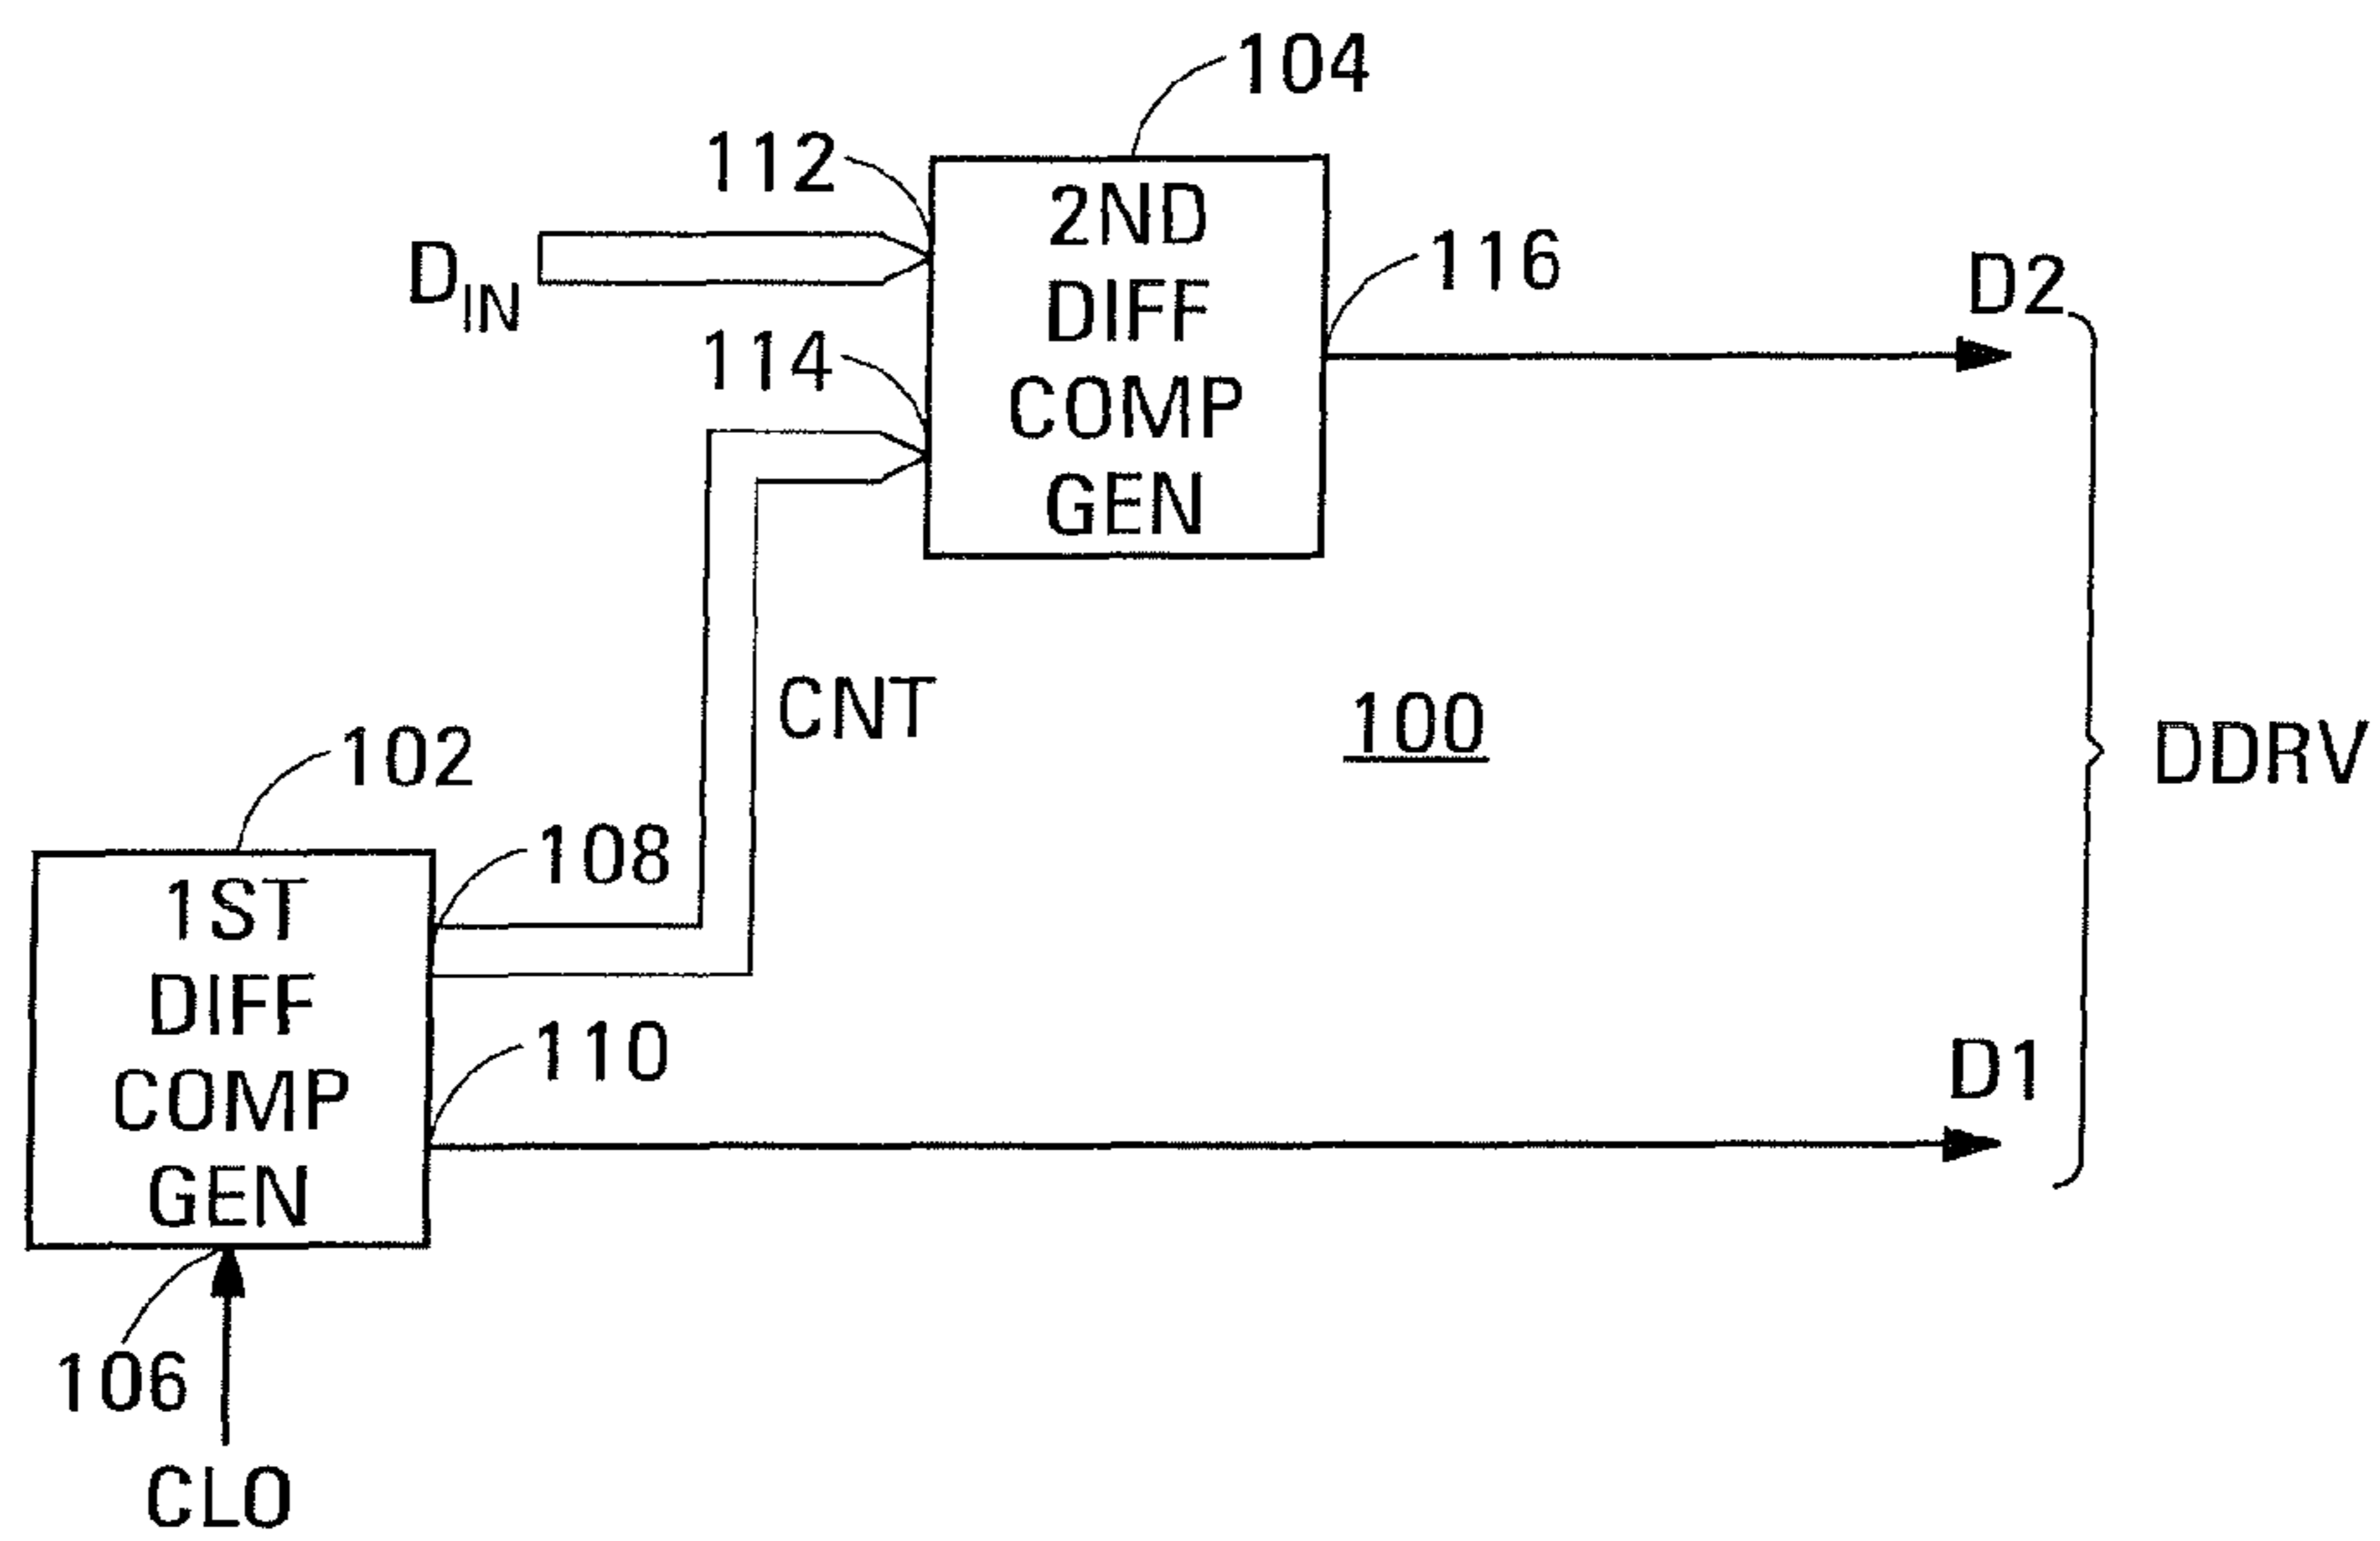 104
112
2ND
DIFF
COMP
GEN
D_IN
116
D2
114
CNT
100
DDRV
102
108
1ST
DIFF
COMP
GEN
110
D1
106
CLO